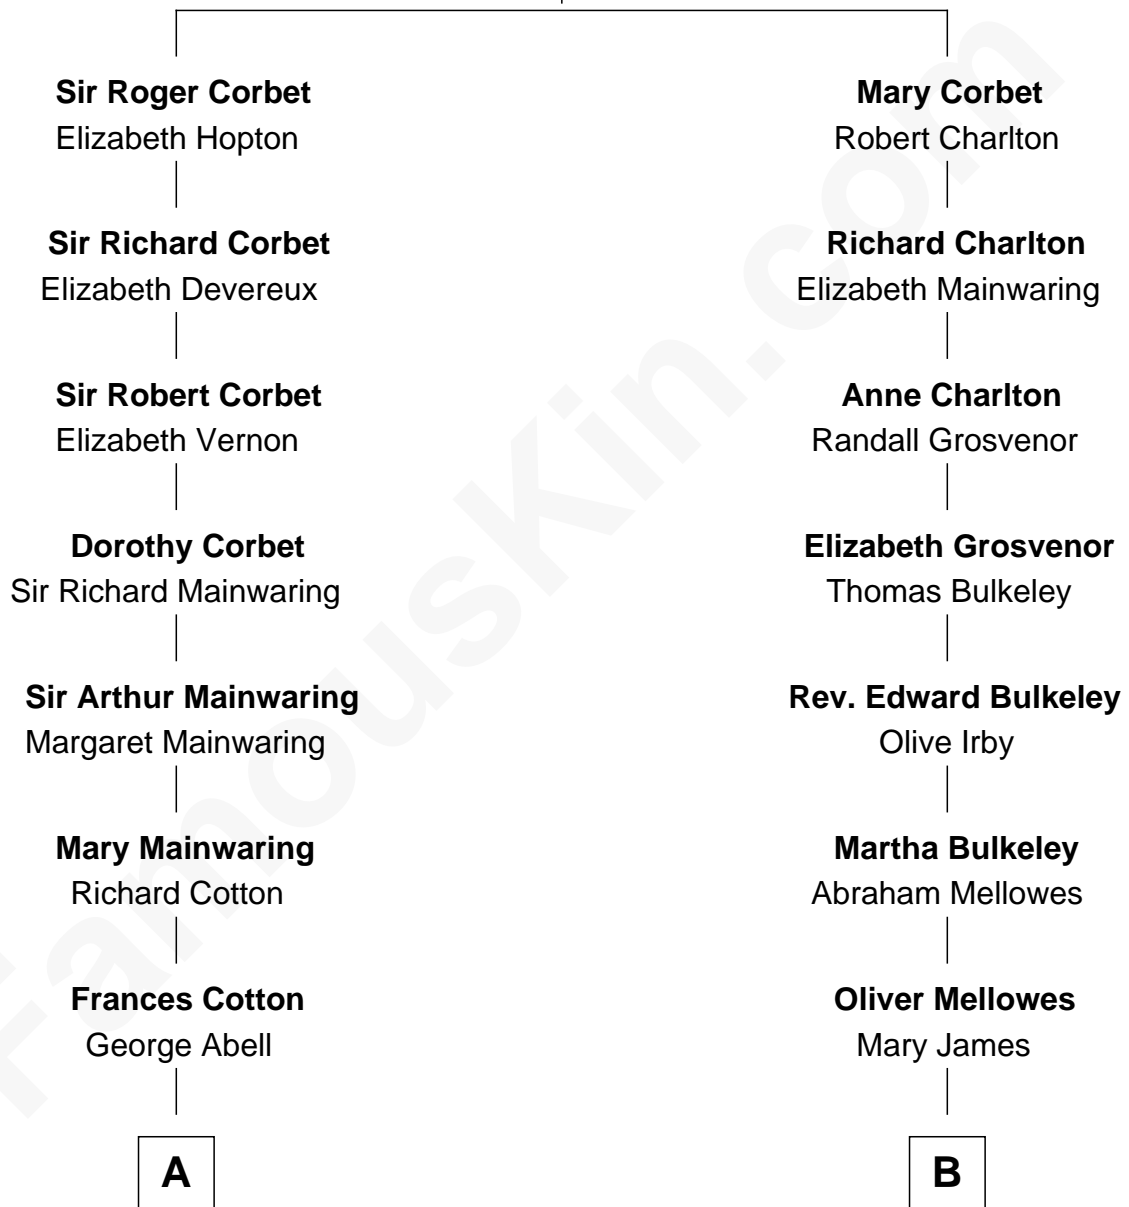 Sir Roger Corbet
Elizabeth Hopton
Sir Richard Corbet
Elizabeth Devereux
Sir Robert Corbet
Elizabeth Vernon
Dorothy Corbet
Sir Richard Mainwaring
Sir Arthur Mainwaring
Margaret Mainwaring
Mary Mainwaring
Richard Cotton
Frances Cotton
George Abell
A
Mary Corbet
Robert Charlton
Richard Charlton
Elizabeth Mainwaring
Anne Charlton
Randall Grosvenor
Elizabeth Grosvenor
Thomas Bulkeley
Rev. Edward Bulkeley
Olive Irby
Martha Bulkeley
Abraham Mellowes
Oliver Mellowes
Mary James
B
FamousKin.com